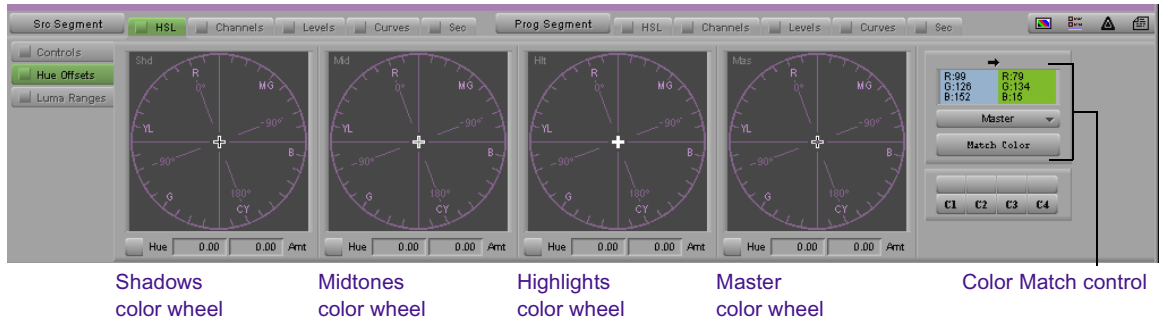 Src Segment HSL Channels Levels Curves Sec Prog Segment HSL Channels Levels Curves Sec
Controls
Hue Offsets
Luma Ranges
Shd
R
0°
MG
YL
-90°
-90°
B
G
180°
CY
Hue 0.00 0.00 Amt
Mid
R
0°
MG
YL
-90°
-90°
B
G
180°
CY
Hue 0.00 0.00 Amt
Hlt
R
0°
MG
YL
-90°
-90°
B
G
180°
CY
Hue 0.00 0.00 Amt
Mas
R
0°
MG
YL
-90°
-90°
B
G
180°
CY
Hue 0.00 0.00 Amt
R:99 R:79
G:126 G:134
B:152 B:15
Master
Match Color
C1 C2 C3 C4
Shadows
color wheel
Midtones
color wheel
Highlights
color wheel
Master
color wheel
Color Match control